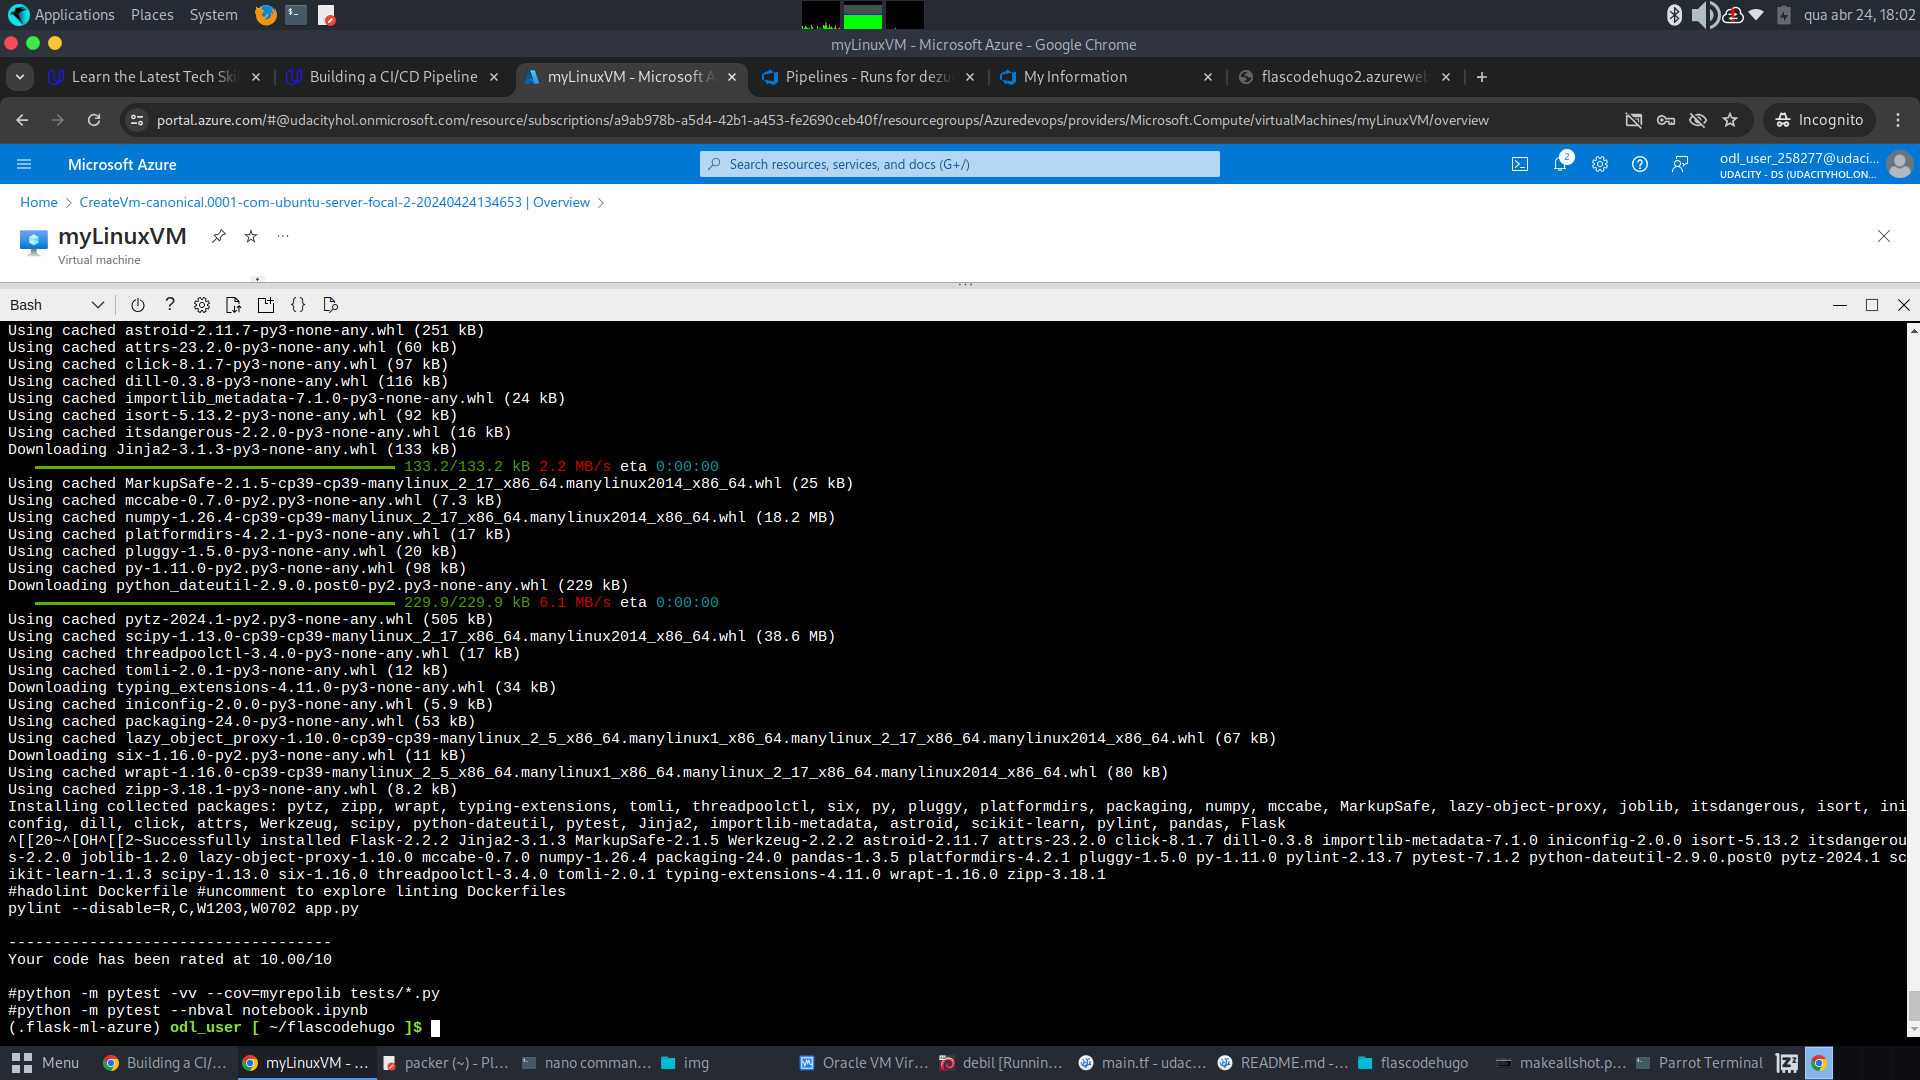 Applications Places System
qua abr 24, 18:02
myLinuxVM - Microsoft Azure - Google Chrome
Learn the Latest Tech Ski
Building a CI/CD Pipeline
myLinuxVM - Microsoft A
Pipelines - Runs for dezu
My Information
flascodehugo2.azureweb
portal.azure.com/#@udacityhol.onmicrosoft.com/resource/subscriptions/a9ab978b-a5d4-42b1-a453-fe2690ceb40f/resourcegroups/Azuredevops/providers/Microsoft.Compute/virtualMachines/myLinuxVM/overview
Incognito
Microsoft Azure
Search resources, services, and docs (G+/)
2
odl_user_258277@udaci...
UDACITY - DS (UDACITYHOL.ON...
Home > CreateVm-canonical.0001-com-ubuntu-server-focal-2-20240424134653 | Overview >
myLinuxVM
Virtual machine
Bash
Using cached astroid-2.11.7-py3-none-any.whl (251 kB)
Using cached attrs-23.2.0-py3-none-any.whl (60 kB)
Using cached click-8.1.7-py3-none-any.whl (97 kB)
Using cached dill-0.3.8-py3-none-any.whl (116 kB)
Using cached importlib_metadata-7.1.0-py3-none-any.whl (24 kB)
Using cached isort-5.13.2-py3-none-any.whl (92 kB)
Using cached itsdangerous-2.2.0-py3-none-any.whl (16 kB)
Downloading Jinja2-3.1.3-py3-none-any.whl (133 kB)
133.2/133.2 kB 2.2 MB/s eta 0:00:00
Using cached MarkupSafe-2.1.5-cp39-cp39-manylinux_2_17_x86_64.manylinux2014_x86_64.whl (25 kB)
Using cached mccabe-0.7.0-py2.py3-none-any.whl (7.3 kB)
Using cached numpy-1.26.4-cp39-cp39-manylinux_2_17_x86_64.manylinux2014_x86_64.whl (18.2 MB)
Using cached platformdirs-4.2.1-py3-none-any.whl (17 kB)
Using cached pluggy-1.5.0-py3-none-any.whl (20 kB)
Using cached py-1.11.0-py2.py3-none-any.whl (98 kB)
Downloading python_dateutil-2.9.0.post0-py2.py3-none-any.whl (229 kB)
229.9/229.9 kB 6.1 MB/s eta 0:00:00
Using cached pytz-2024.1-py2.py3-none-any.whl (505 kB)
Using cached scipy-1.13.0-cp39-cp39-manylinux_2_17_x86_64.manylinux2014_x86_64.whl (38.6 MB)
Using cached threadpoolctl-3.4.0-py3-none-any.whl (17 kB)
Using cached tomli-2.0.1-py3-none-any.whl (12 kB)
Downloading typing_extensions-4.11.0-py3-none-any.whl (34 kB)
Using cached iniconfig-2.0.0-py3-none-any.whl (5.9 kB)
Using cached packaging-24.0-py3-none-any.whl (53 kB)
Using cached lazy_object_proxy-1.10.0-cp39-cp39-manylinux_2_5_x86_64.manylinux1_x86_64.manylinux_2_17_x86_64.manylinux2014_x86_64.whl (67 kB)
Downloading six-1.16.0-py2.py3-none-any.whl (11 kB)
Using cached wrapt-1.16.0-cp39-cp39-manylinux_2_5_x86_64.manylinux1_x86_64.manylinux_2_17_x86_64.manylinux2014_x86_64.whl (80 kB)
Using cached zipp-3.18.1-py3-none-any.whl (8.2 kB)
Installing collected packages: pytz, zipp, wrapt, typing-extensions, tomli, threadpoolctl, six, py, pluggy, platformdirs, packaging, numpy, mccabe, MarkupSafe, lazy-object-proxy, joblib, itsdangerous, isort, ini
config, dill, click, attrs, Werkzeug, scipy, python-dateutil, pytest, Jinja2, importlib-metadata, astroid, scikit-learn, pylint, pandas, Flask
^[[20~^[OH^[[2~Successfully installed Flask-2.2.2 Jinja2-3.1.3 MarkupSafe-2.1.5 Werkzeug-2.2.2 astroid-2.11.7 attrs-23.2.0 click-8.1.7 dill-0.3.8 importlib-metadata-7.1.0 iniconfig-2.0.0 isort-5.13.2 itsdangerou
s-2.2.0 joblib-1.2.0 lazy-object-proxy-1.10.0 mccabe-0.7.0 numpy-1.26.4 packaging-24.0 pandas-1.3.5 platformdirs-4.2.1 pluggy-1.5.0 py-1.11.0 pylint-2.13.7 pytest-7.1.2 python-dateutil-2.9.0.post0 pytz-2024.1 sc
ikit-learn-1.1.3 scipy-1.13.0 six-1.16.0 threadpoolctl-3.4.0 tomli-2.0.1 typing-extensions-4.11.0 wrapt-1.16.0 zipp-3.18.1
#hadolint Dockerfile #uncomment to explore linting Dockerfiles
pylint --disable=R,C,W1203,W0702 app.py
------------------------------------
Your code has been rated at 10.00/10
#python -m pytest -vv --cov=myrepolib tests/*.py
#python -m pytest --nbval notebook.ipynb
(.flask-ml-azure) odl_user [ ~/flascodehugo ]$
Menu
Building a CI/...
myLinuxVM - ...
packer (~) - Pl...
nano comman...
img
Oracle VM Vir...
debil [Runnin...
main.tf - udac...
README.md -...
flascodehugo
makeallshot.p...
Parrot Terminal